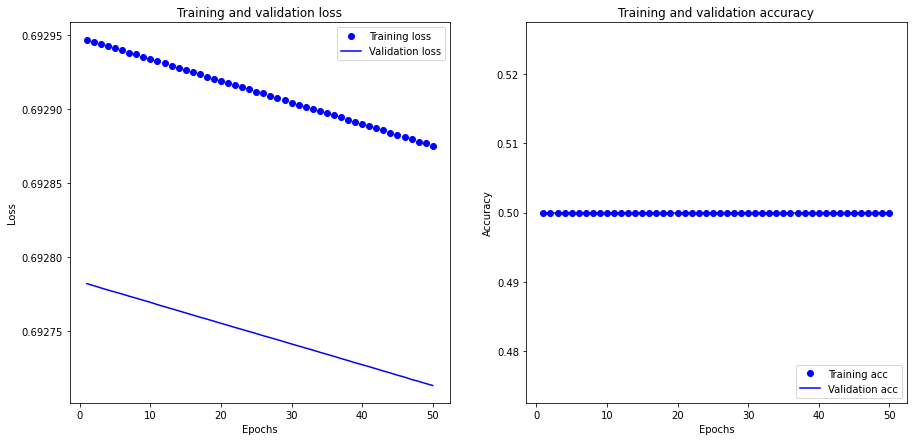 Training and validation loss
Training loss
Validation loss
0.69295
0.69290
0.69285
0.69280
0.69275
Loss
0 10 20 30 40 50
Epochs
Training and validation accuracy
0.52
0.51
0.50
0.49
0.48
Accuracy
Training acc
Validation acc
0 10 20 30 40 50
Epochs